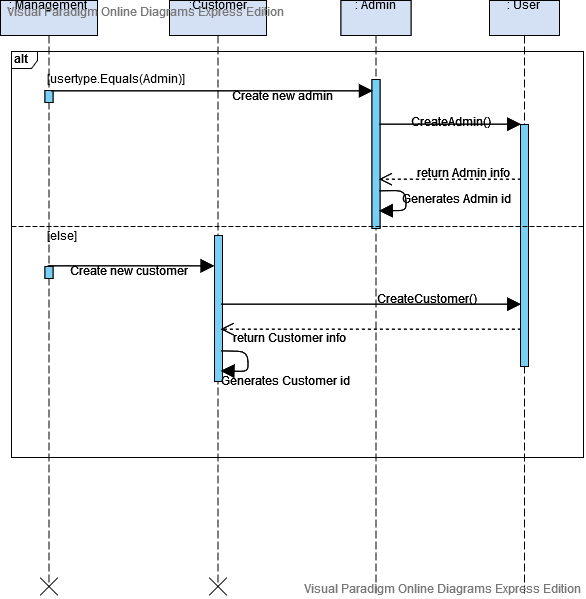 : Management
:Customer
: Admin
: User
Visual Paradigm Online Diagrams Express Edition
alt
[usertype.Equals(Admin)]
Create new admin
CreateAdmin()
return Admin info
Generates Admin id
[else]
Create new customer
CreateCustomer()
return Customer info
Generates Customer id
Visual Paradigm Online Diagrams Express Edition